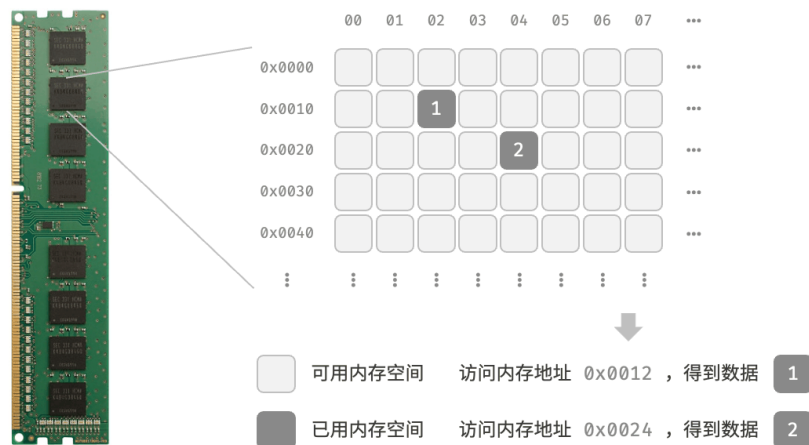 00 01 02 03 04 05 06 07 •••
0x0000 •••
0x0010 1 •••
0x0020 2 •••
0x0030 •••
0x0040 •••
可用内存空间 访问内存地址 0x0012 ，得到数据 1
已用内存空间 访问内存地址 0x0024 ，得到数据 2